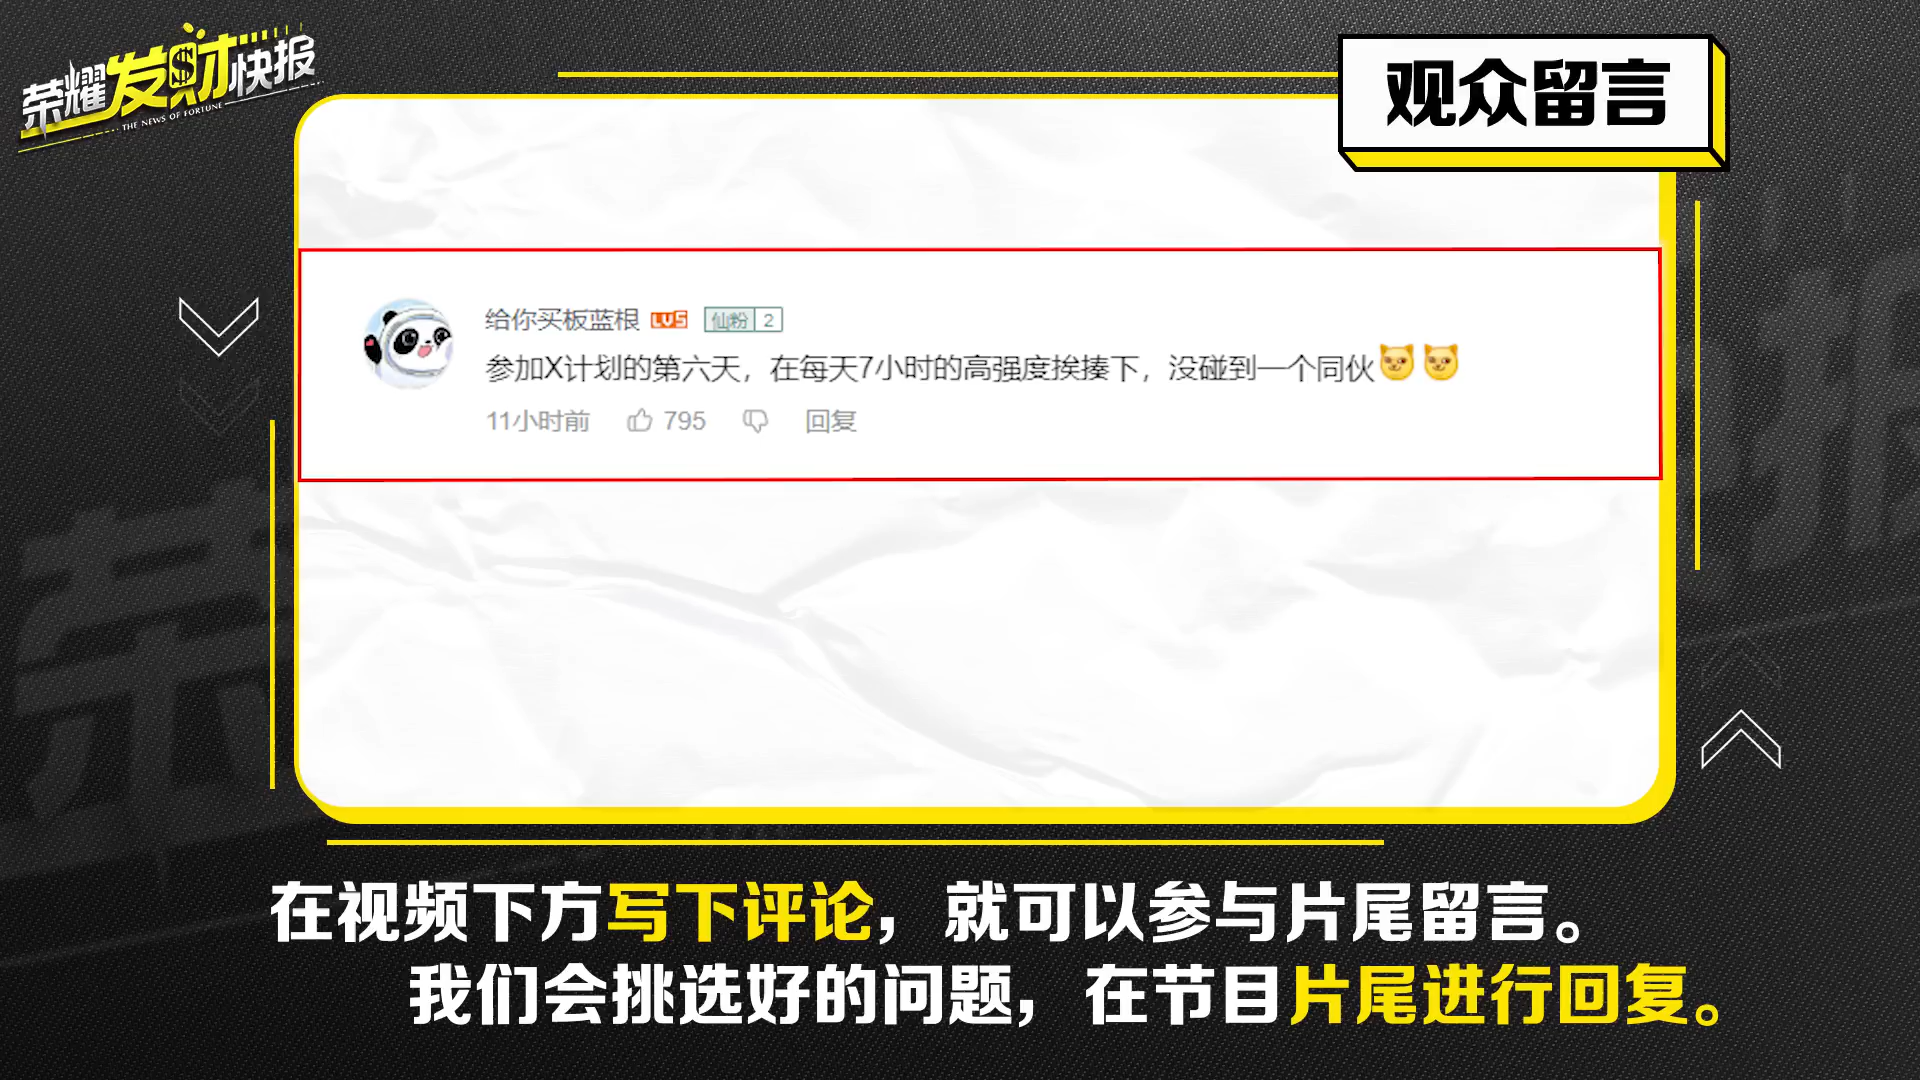 荣耀发财快报
THE NEWS OF FORTUNE
观众留言
给你买板蓝根 LV5 仙粉 2
参加X计划的第六天，在每天7小时的高强度挨揍下，没碰到一个同伙
11小时前 795 回复
在视频下方写下评论，就可以参与片尾留言。
我们会挑选好的问题，在节目片尾进行回复。